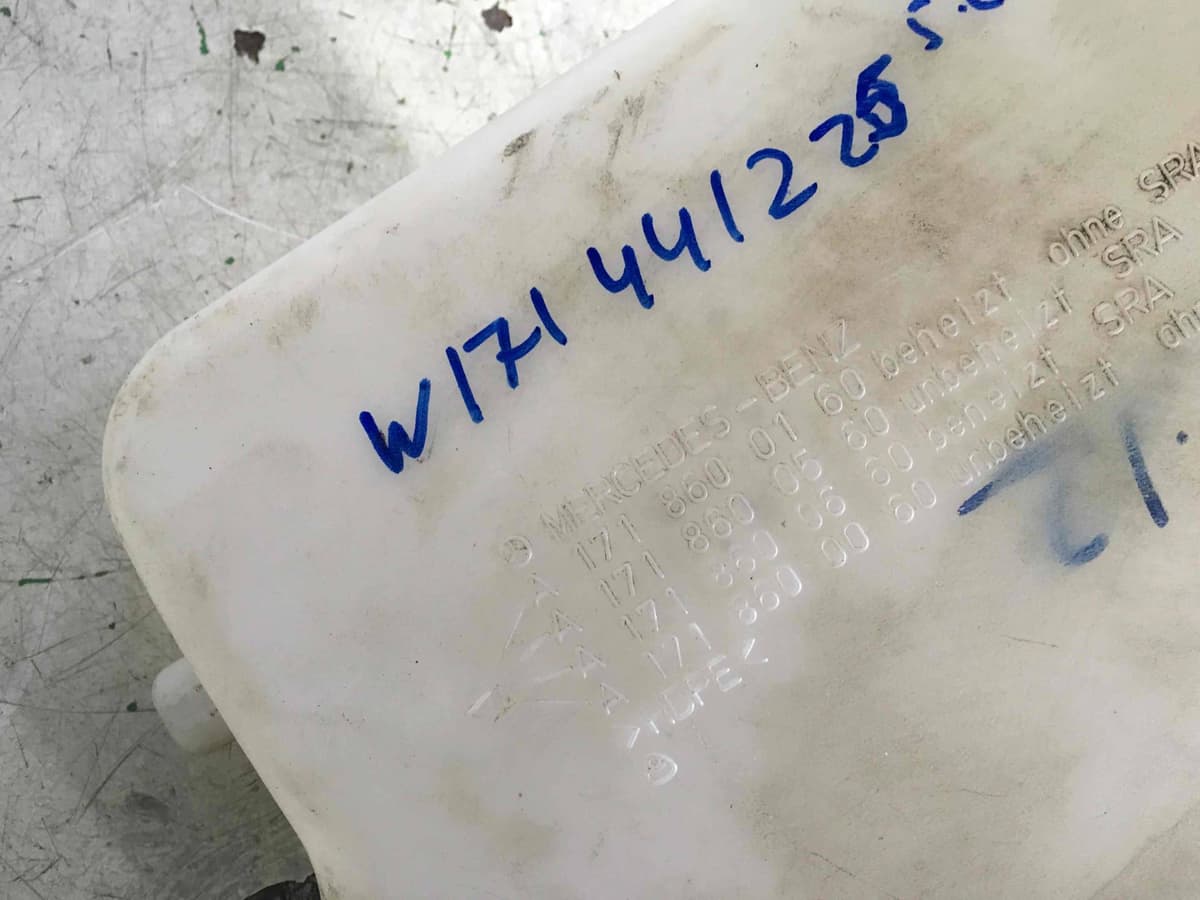 W171 441225
MERCEDES-BENZ
A 171 860 01 60 beheizt ohne SRA
A 171 860 05 60 unbeheizt SRA
A 171 860 06 60 beheizt SRA
A 171 860 00 60 unbeheizt
>HDPE<